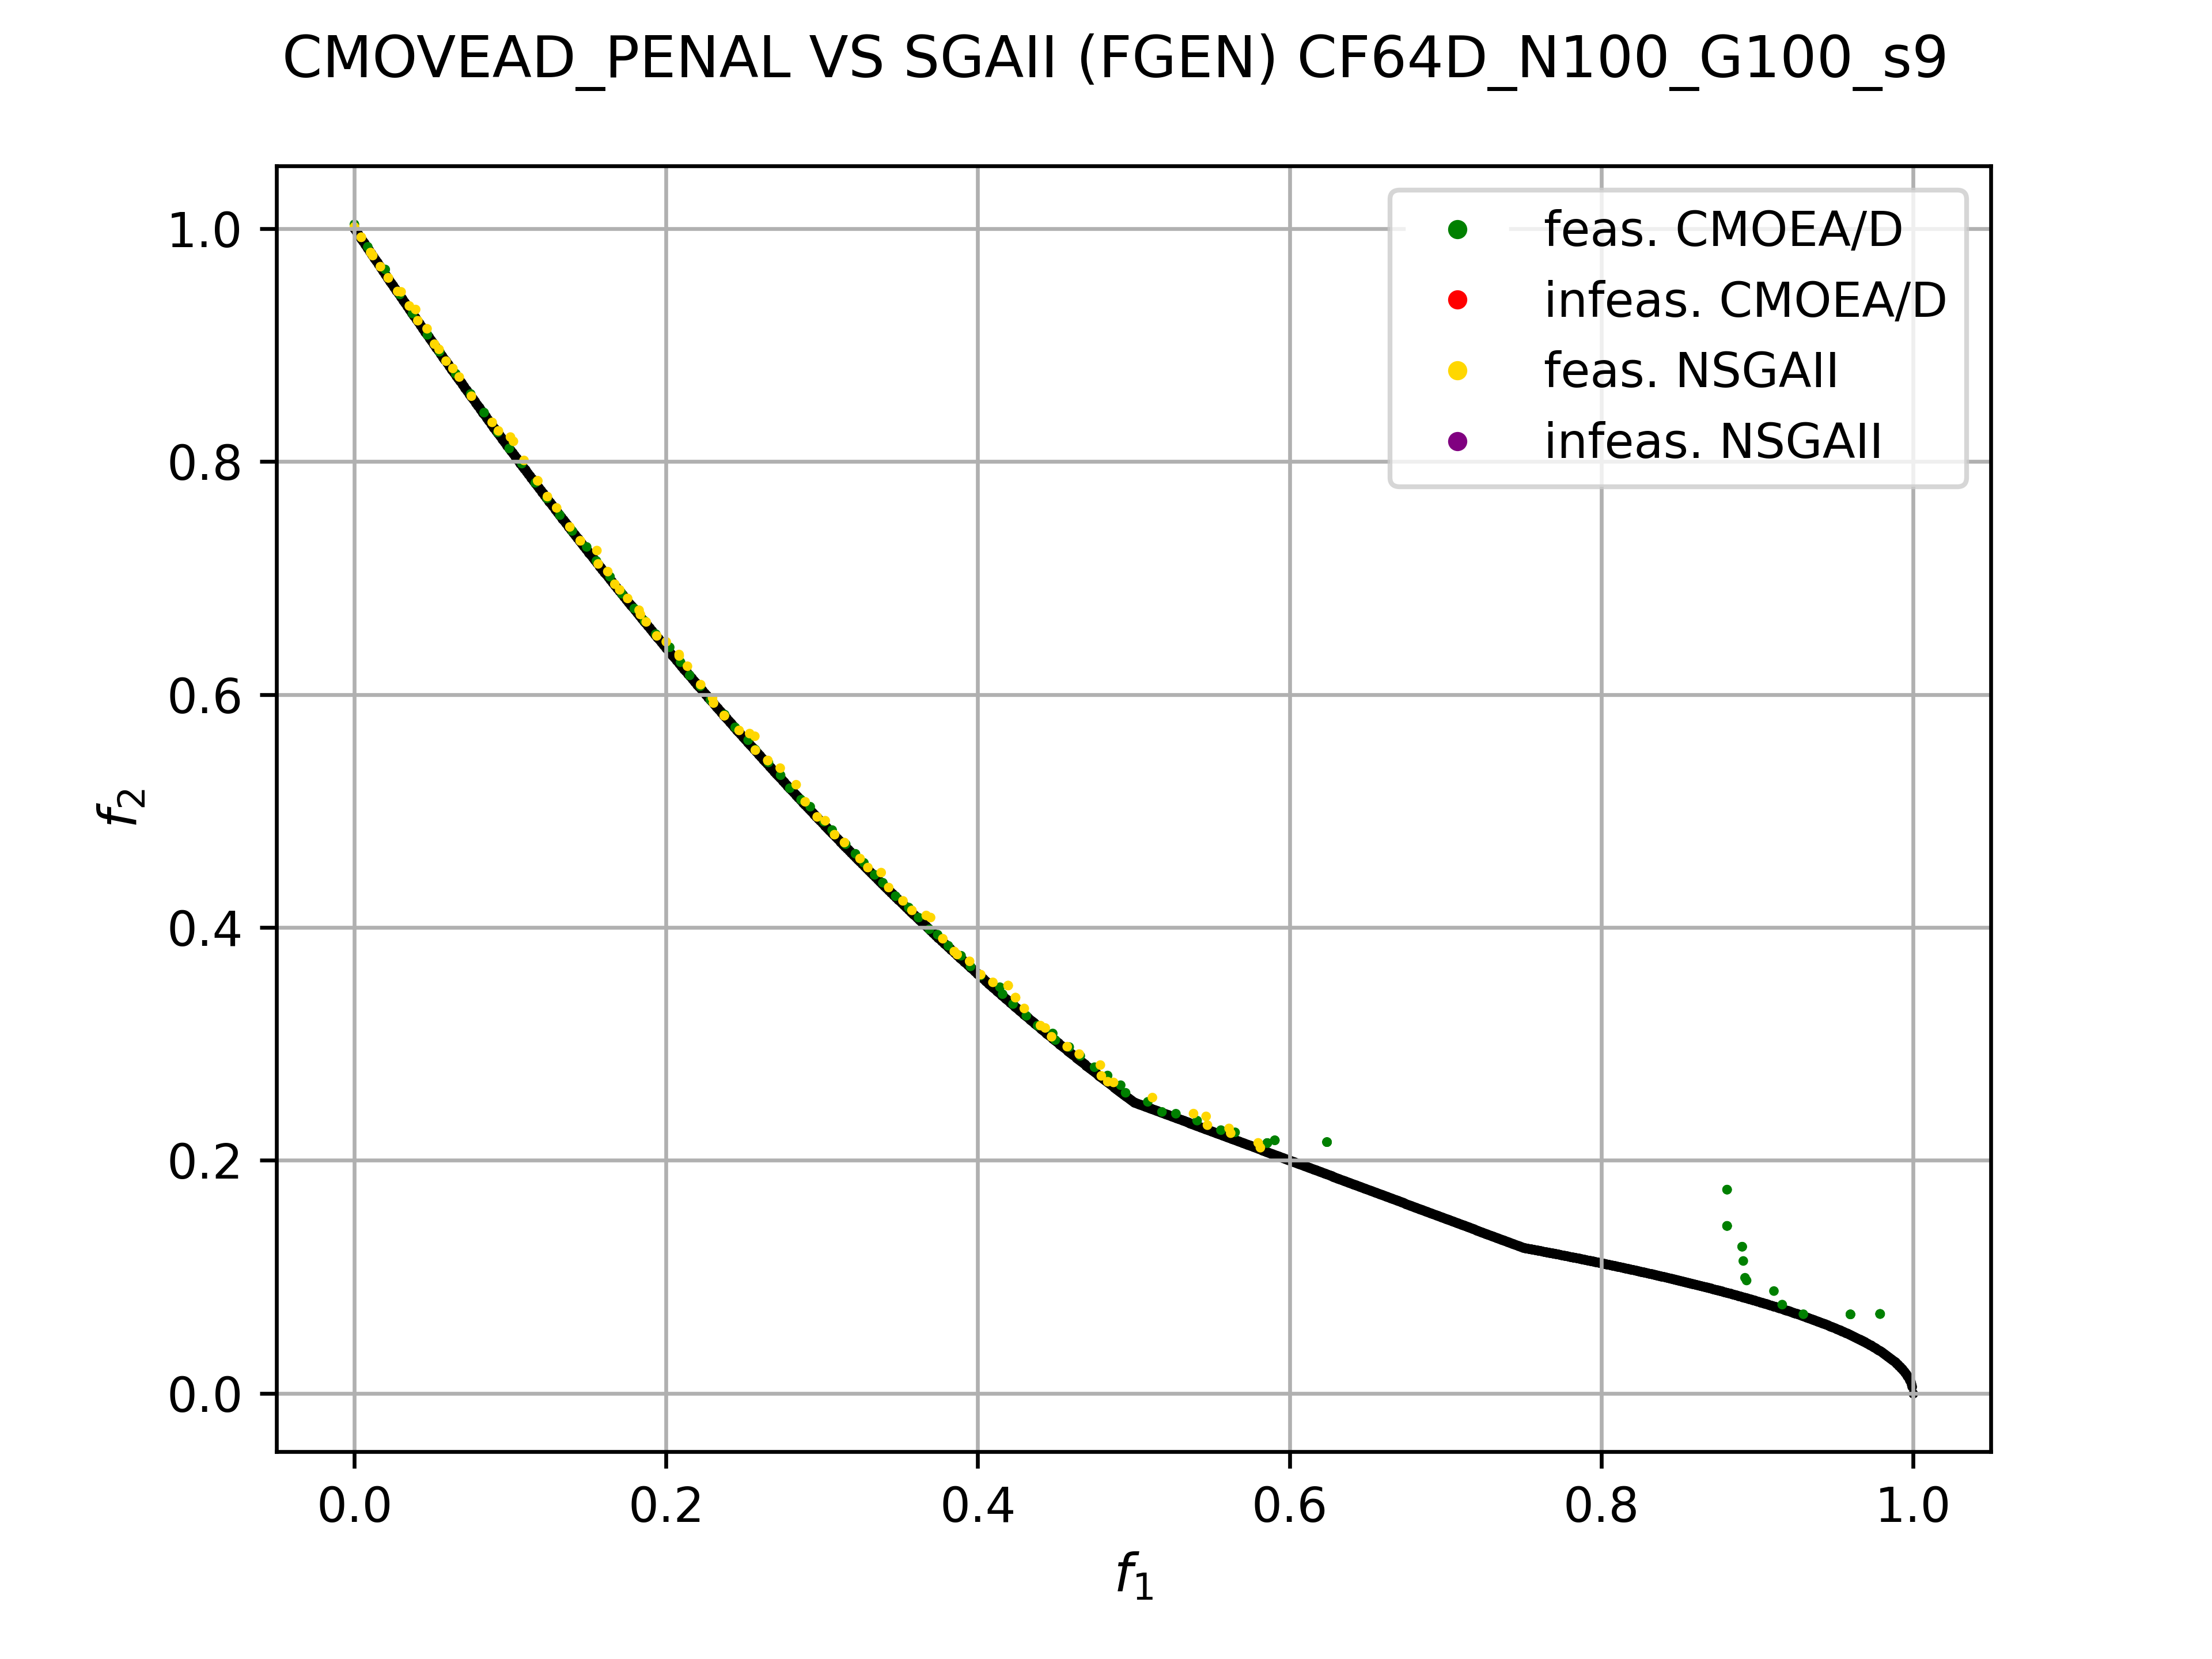 CMOVEAD_PENAL VS SGAII (FGEN) CF64D_N100_G100_s9
feas. CMOEA/D
infeas. CMOEA/D
feas. NSGAII
infeas. NSGAII
1.0
0.8
0.6
0.4
0.2
0.0
f2
0.0 0.2 0.4 0.6 0.8 1.0
f1